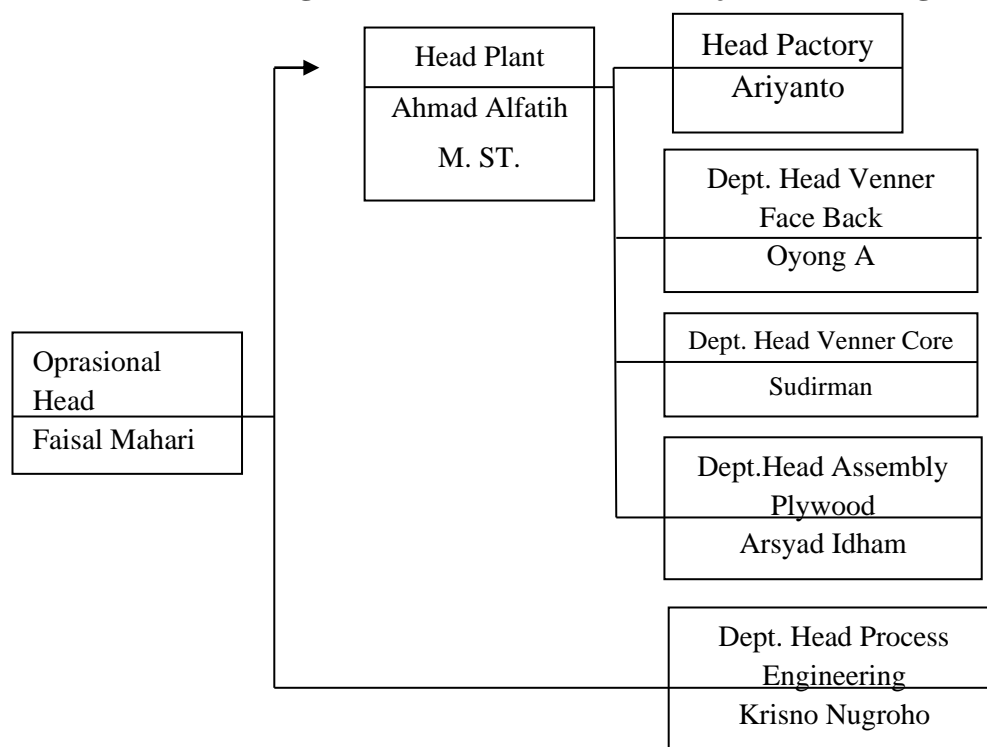 Head Plant
Ahmad Alfatih
M. ST.
Head Pactory
Ariyanto
Dept. Head Venner
Face Back
Oyong A
Dept. Head Venner Core
Sudirman
Oprasional
Head
Faisal Mahari
Dept.Head Assembly
Plywood
Arsyad Idham
Dept. Head Process
Engineering
Krisno Nugroho